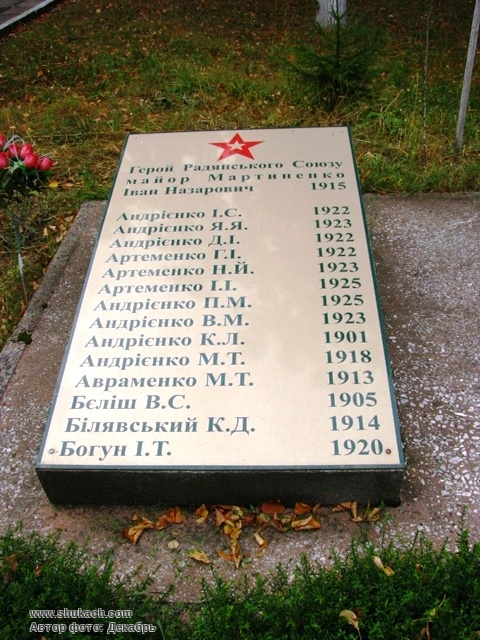 Герой Радянського Союзу
майор Мартиненко
Іван Назарович 1915
Андрієнко І.С. 1922
Андрієнко Я.Я. 1923
Андрієнко Д.І. 1922
Артеменко Г.І. 1922
Артеменко Н.Й. 1923
Артеменко І.І. 1925
Андрієнко П.М. 1925
Андрієнко В.М. 1923
Андрієнко К.Л. 1901
Андрієнко М.Т. 1918
Авраменко М.Т. 1913
Бєліш В.С. 1905
Білявський К.Д. 1914
Богун І.Т. 1920
www.shukach.com
Автор фото: Декабрь